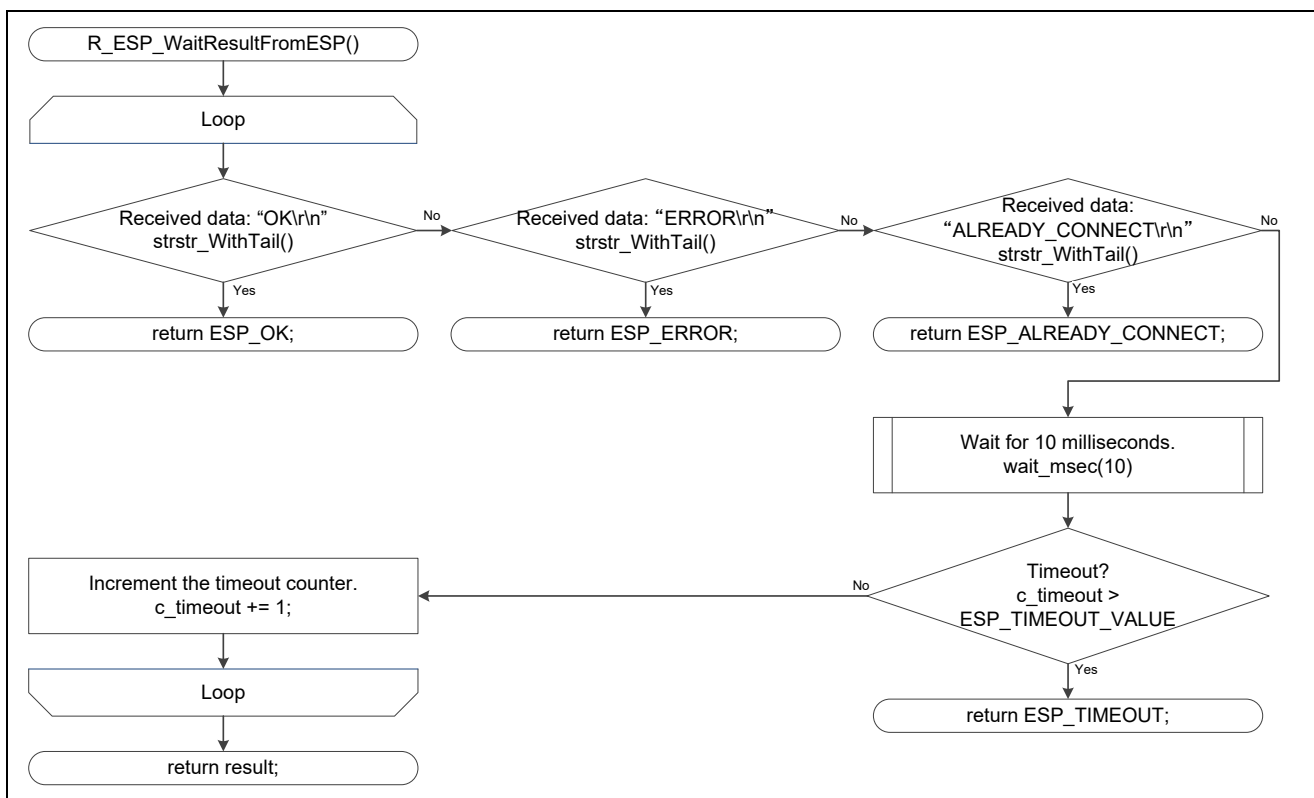 R_ESP_WaitResultFromESP()
Loop
Received data: “OK\r\n”
strstr_WithTail()
No
Yes
return ESP_OK;
Received data: “ERROR\r\n”
strstr_WithTail()
No
Yes
return ESP_ERROR;
Received data:
“ALREADY_CONNECT\r\n”
strstr_WithTail()
No
Yes
return ESP_ALREADY_CONNECT;
Wait for 10 milliseconds.
wait_msec(10)
Timeout?
c_timeout >
ESP_TIMEOUT_VALUE
No
Yes
return ESP_TIMEOUT;
Increment the timeout counter.
c_timeout += 1;
Loop
return result;